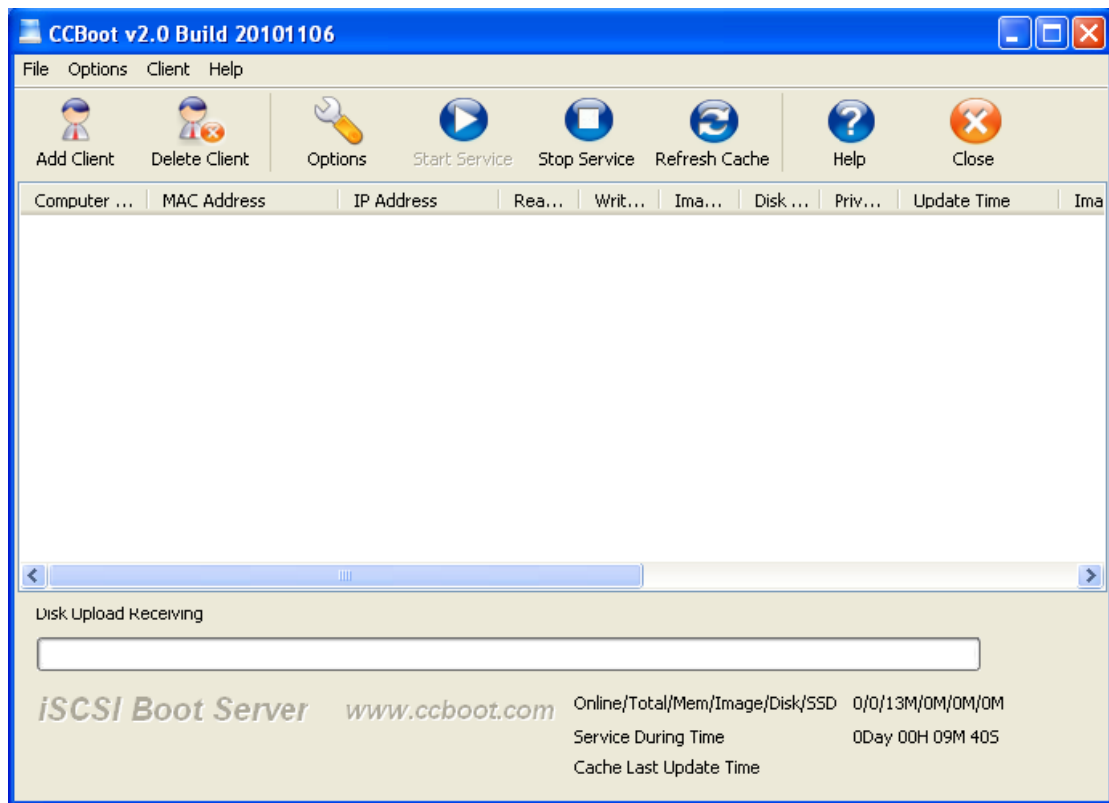 CCBoot v2.0 Build 20101106
File Options Client Help
Add Client Delete Client Options Start Service Stop Service Refresh Cache Help Close
Computer ... MAC Address IP Address Rea... Writ... Ima... Disk ... Priv... Update Time Ima
Disk Upload Receiving
iSCSI Boot Server www.ccboot.com
Online/Total/Mem/Image/Disk/SSD 0/0/13M/0M/0M/0M
Service During Time 0Day 00H 09M 40S
Cache Last Update Time